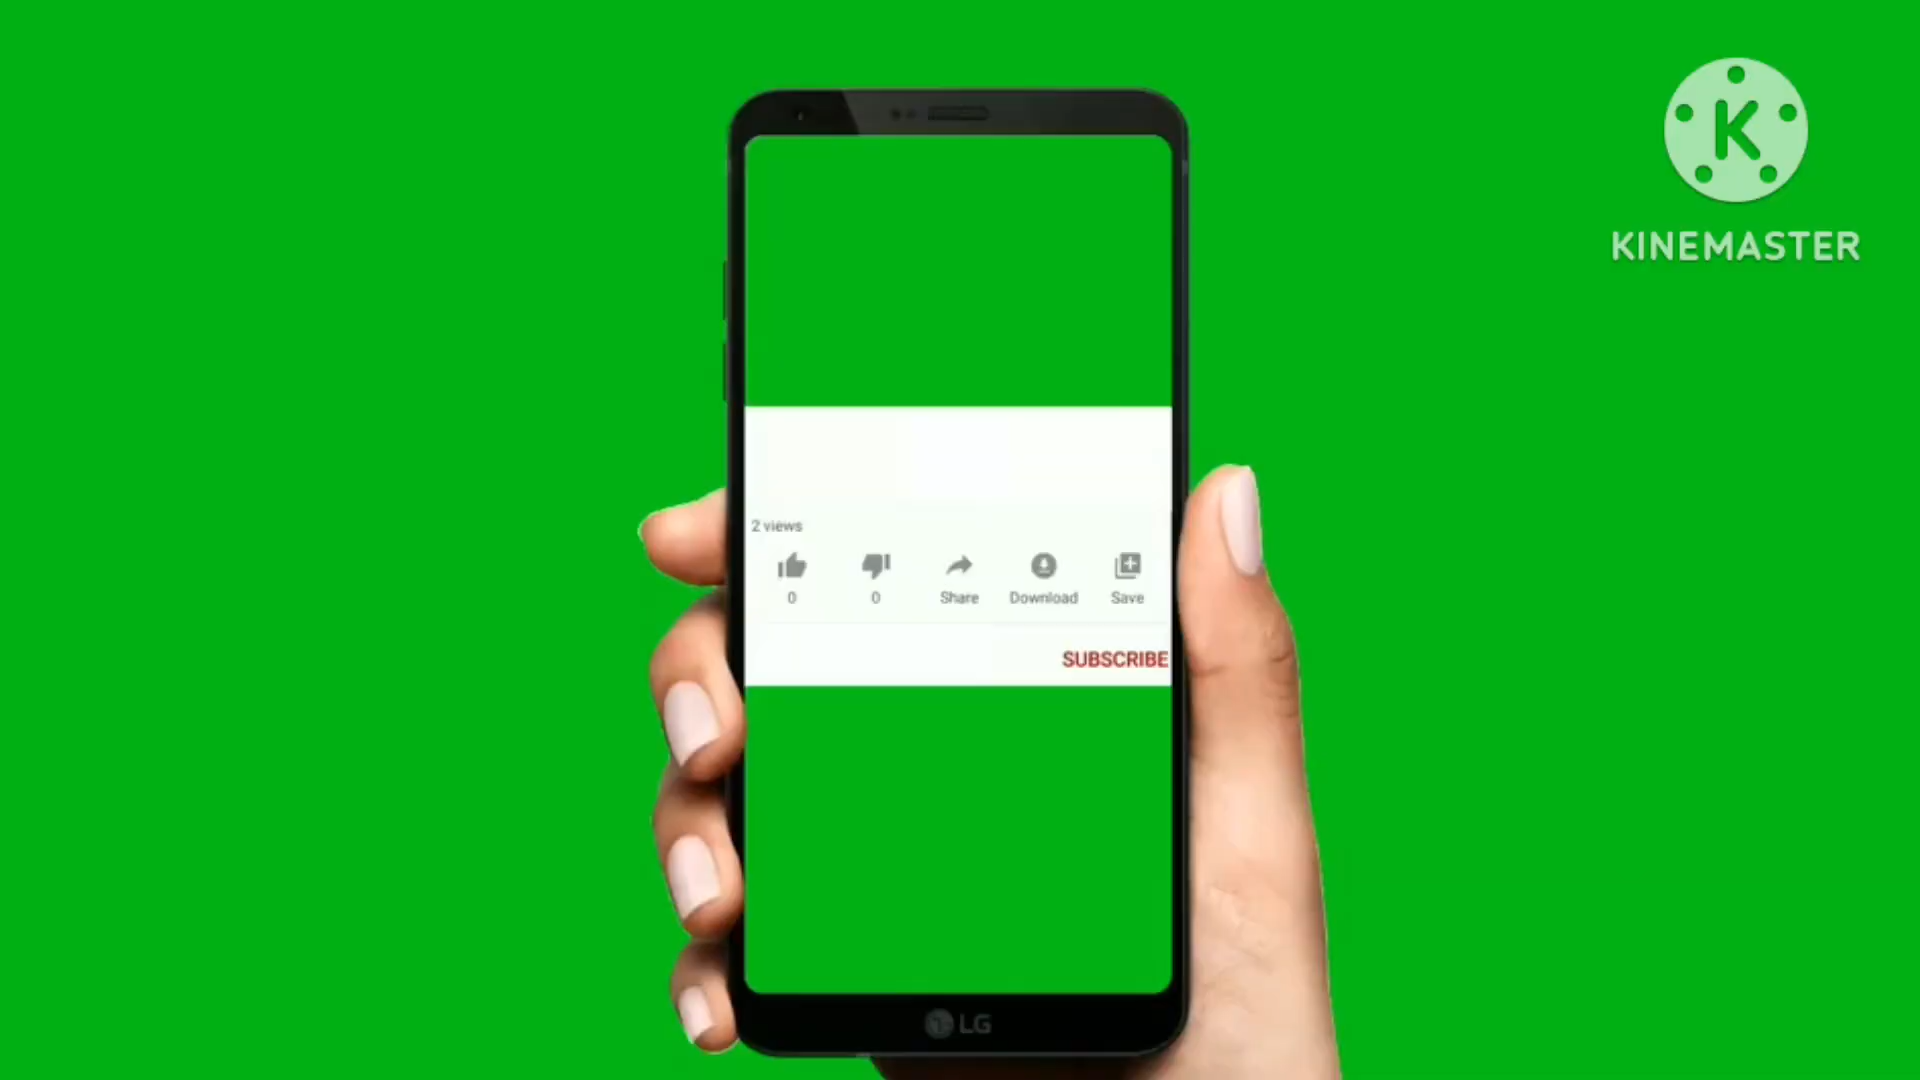 K
KINEMASTER
2 views
0 0 Share Download Save
SUBSCRIBE
LG